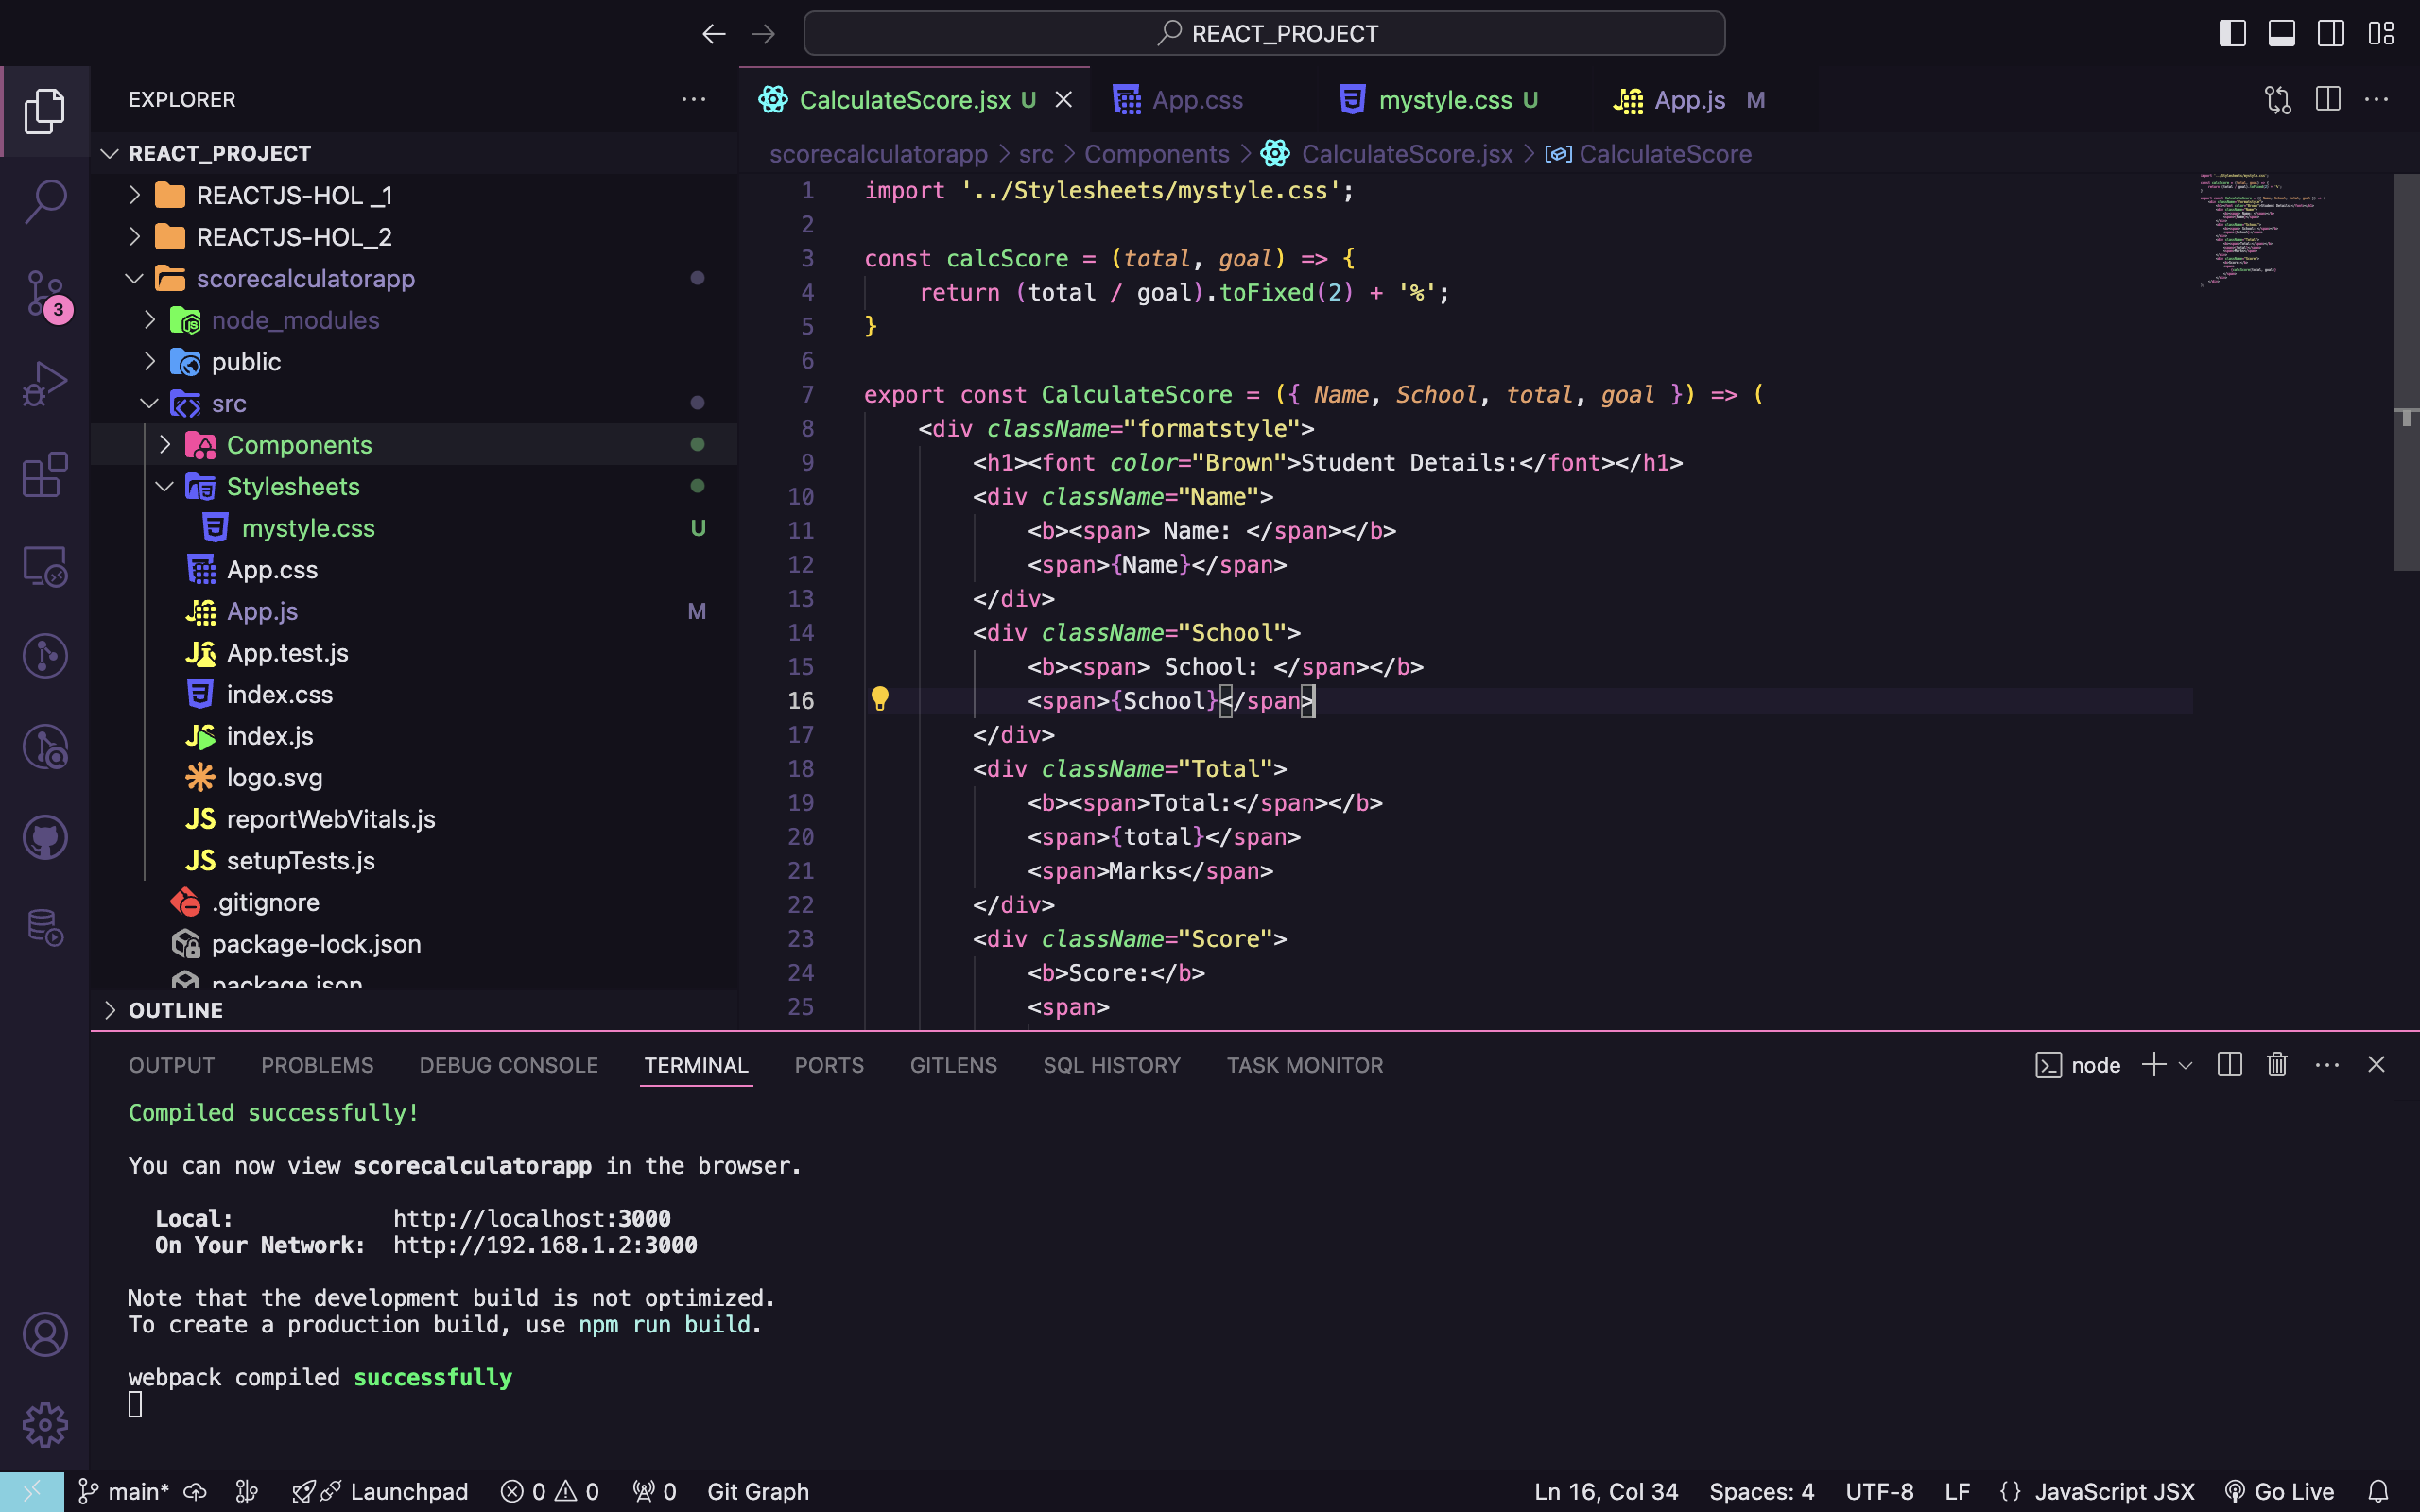 REACT_PROJECT
EXPLORER
REACT_PROJECT
REACTJS-HOL _1
REACTJS-HOL_2
scorecalculatorapp
node_modules
public
src
Components
Stylesheets
mystyle.css U
App.css
App.js M
App.test.js
index.css
index.js
logo.svg
reportWebVitals.js
setupTests.js
.gitignore
package-lock.json
package.json
OUTLINE
3
CalculateScore.jsx U
App.css
mystyle.css U
App.js M
scorecalculatorapp > src > Components > CalculateScore.jsx > CalculateScore
1 import '../Stylesheets/mystyle.css';
2
3 const calcScore = (total, goal) => {
4 return (total / goal).toFixed(2) + '%';
5 }
6
7 export const CalculateScore = ({ Name, School, total, goal }) => (
8 <div className="formatstyle">
9 <h1><font color="Brown">Student Details:</font></h1>
10 <div className="Name">
11 <b><span> Name: </span></b>
12 <span>{Name}</span>
13 </div>
14 <div className="School">
15 <b><span> School: </span></b>
16 <span>{School}</span>
17 </div>
18 <div className="Total">
19 <b><span>Total:</span></b>
20 <span>{total}</span>
21 <span>Marks</span>
22 </div>
23 <div className="Score">
24 <b>Score:</b>
25 <span>
OUTPUT PROBLEMS DEBUG CONSOLE TERMINAL PORTS GITLENS SQL HISTORY TASK MONITOR
node
Compiled successfully!
You can now view scorecalculatorapp in the browser.
Local: http://localhost:3000
On Your Network: http://192.168.1.2:3000
Note that the development build is not optimized.
To create a production build, use npm run build.
webpack compiled successfully
main* Launchpad 0 0 0 Git Graph
Ln 16, Col 34 Spaces: 4 UTF-8 LF {} JavaScript JSX Go Live